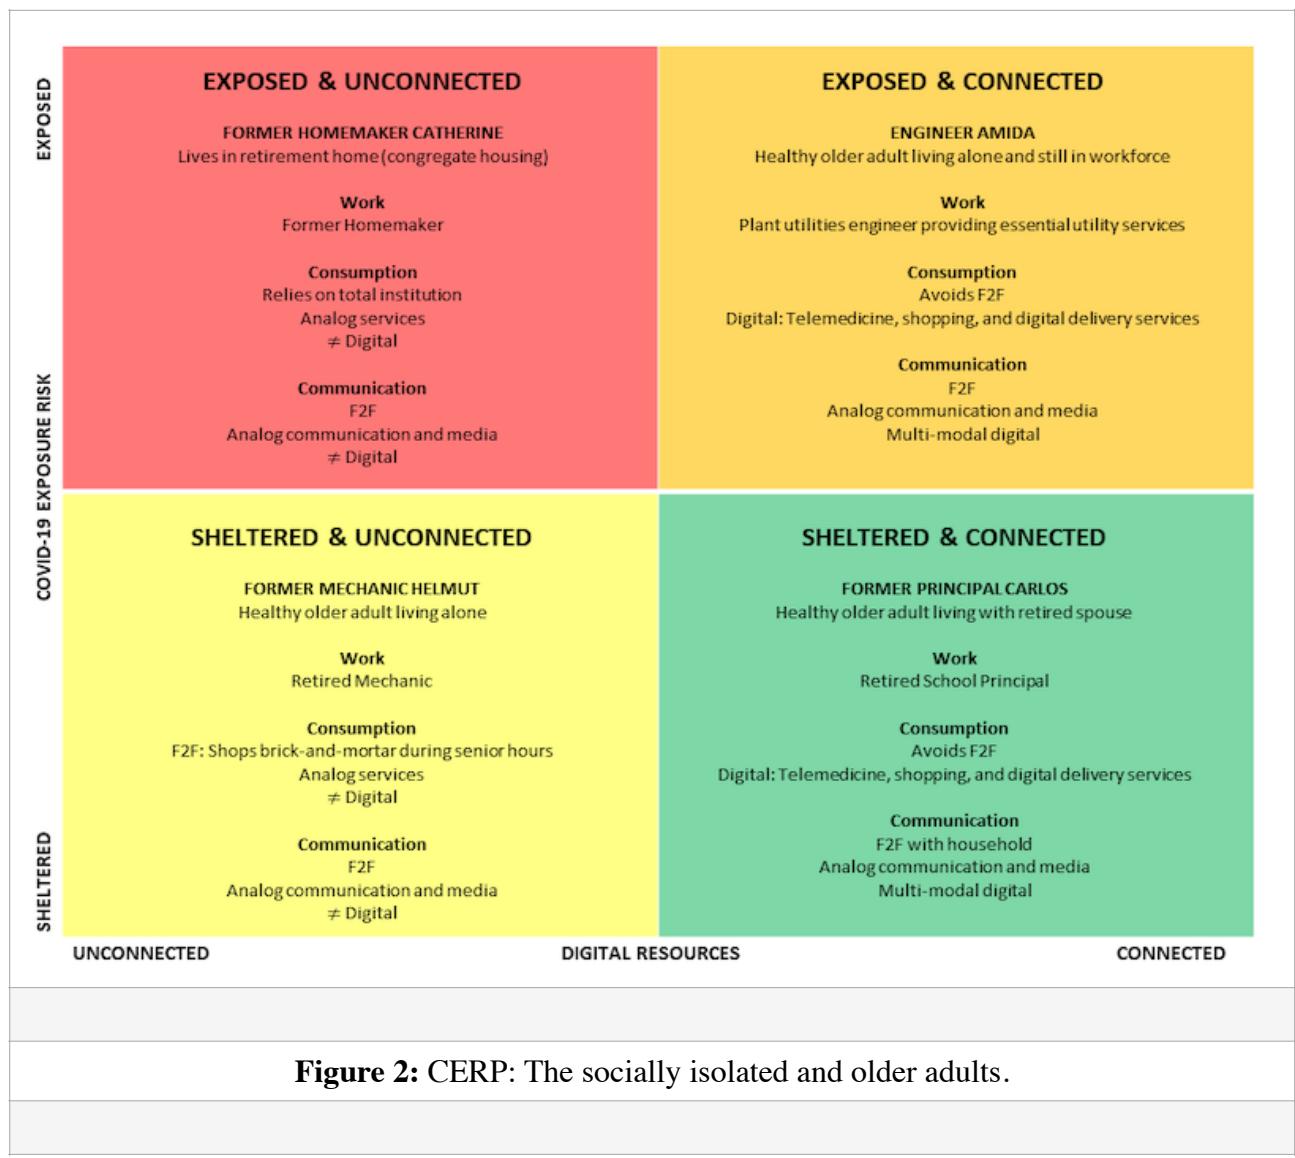 EXPOSED
COVID-19 EXPOSURE RISK
SHELTERED
EXPOSED & UNCONNECTED
FORMER HOMEMAKER CATHERINE
Lives in retirement home (congregate housing)
Work
Former Homemaker
Consumption
Relies on total institution
Analog services
≠ Digital
Communication
F2F
Analog communication and media
≠ Digital
EXPOSED & CONNECTED
ENGINEER AMIDA
Healthy older adult living alone and still in workforce
Work
Plant utilities engineer providing essential utility services
Consumption
Avoids F2F
Digital: Telemedicine, shopping, and digital delivery services
Communication
F2F
Analog communication and media
Multi-modal digital
SHELTERED & UNCONNECTED
FORMER MECHANIC HELMUT
Healthy older adult living alone
Work
Retired Mechanic
Consumption
F2F: Shops brick-and-mortar during senior hours
Analog services
≠ Digital
Communication
F2F
Analog communication and media
≠ Digital
SHELTERED & CONNECTED
FORMER PRINCIPAL CARLOS
Healthy older adult living with retired spouse
Work
Retired School Principal
Consumption
Avoids F2F
Digital: Telemedicine, shopping, and digital delivery services
Communication
F2F with household
Analog communication and media
Multi-modal digital
UNCONNECTED
DIGITAL RESOURCES
CONNECTED
Figure 2: CERP: The socially isolated and older adults.